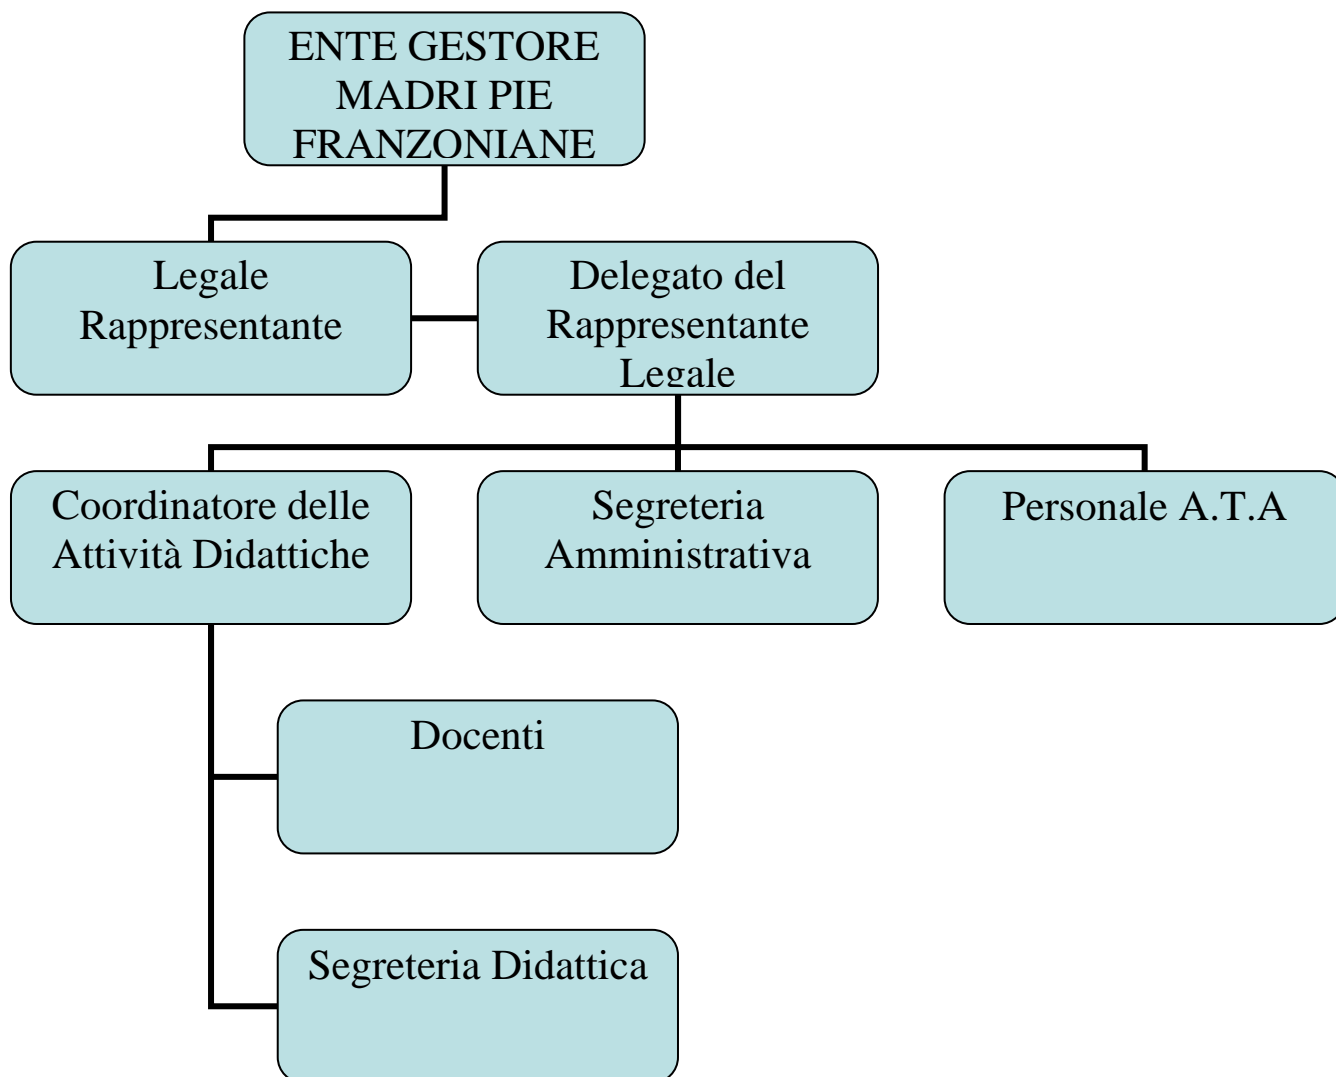 ENTE GESTORE
MADRI PIE
FRANZONIANE
Legale
Rappresentante
Delegato del
Rappresentante
Legale
Coordinatore delle
Attività Didattiche
Segreteria
Amministrativa
Personale A.T.A
Docenti
Segreteria Didattica